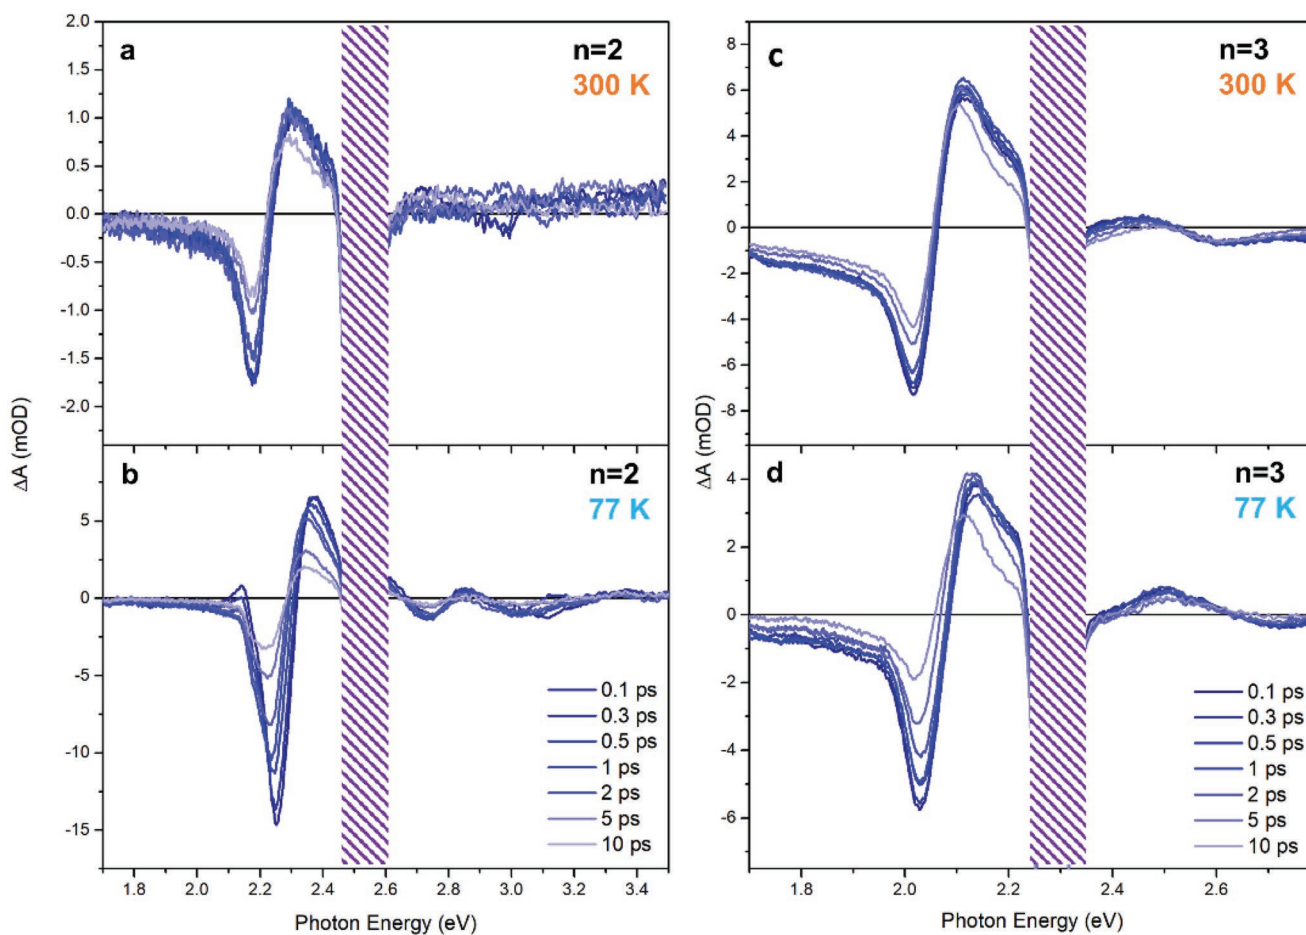 a
n=2
300 K
2.0
1.5
1.0
0.5
0.0
-0.5
-1.0
-1.5
-2.0
ΔA (mOD)
b
n=2
77 K
5
0
-5
-10
-15
0.1 ps
0.3 ps
0.5 ps
1 ps
2 ps
5 ps
10 ps
1.8 2.0 2.2 2.4 2.6 2.8 3.0 3.2 3.4
Photon Energy (eV)
c
n=3
300 K
8
6
4
2
0
-2
-4
-6
-8
ΔA (mOD)
d
n=3
77 K
4
2
0
-2
-4
-6
0.1 ps
0.3 ps
0.5 ps
1 ps
2 ps
5 ps
10 ps
1.8 2.0 2.2 2.4 2.6
Photon Energy (eV)